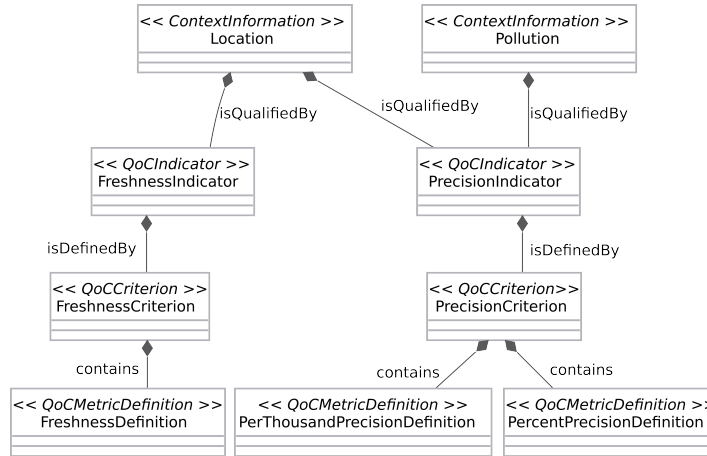 << ContextInformation >>
Location
<< ContextInformation >>
Pollution
isQualifiedBy
isQualifiedBy
isQualifiedBy
<< QoCIndicator >>
FreshnessIndicator
<< QoCIndicator >>
PrecisionIndicator
isDefinedBy
isDefinedBy
<< QoCCriterion >>
FreshnessCriterion
<< QoCCriterion>>
PrecisionCriterion
contains
contains
contains
<< QoCMetricDefinition >>
FreshnessDefinition
<< QoCMetricDefinition >>
PerThousandPrecisionDefinition
<< QoCMetricDefinition >
PercentPrecisionDefinition